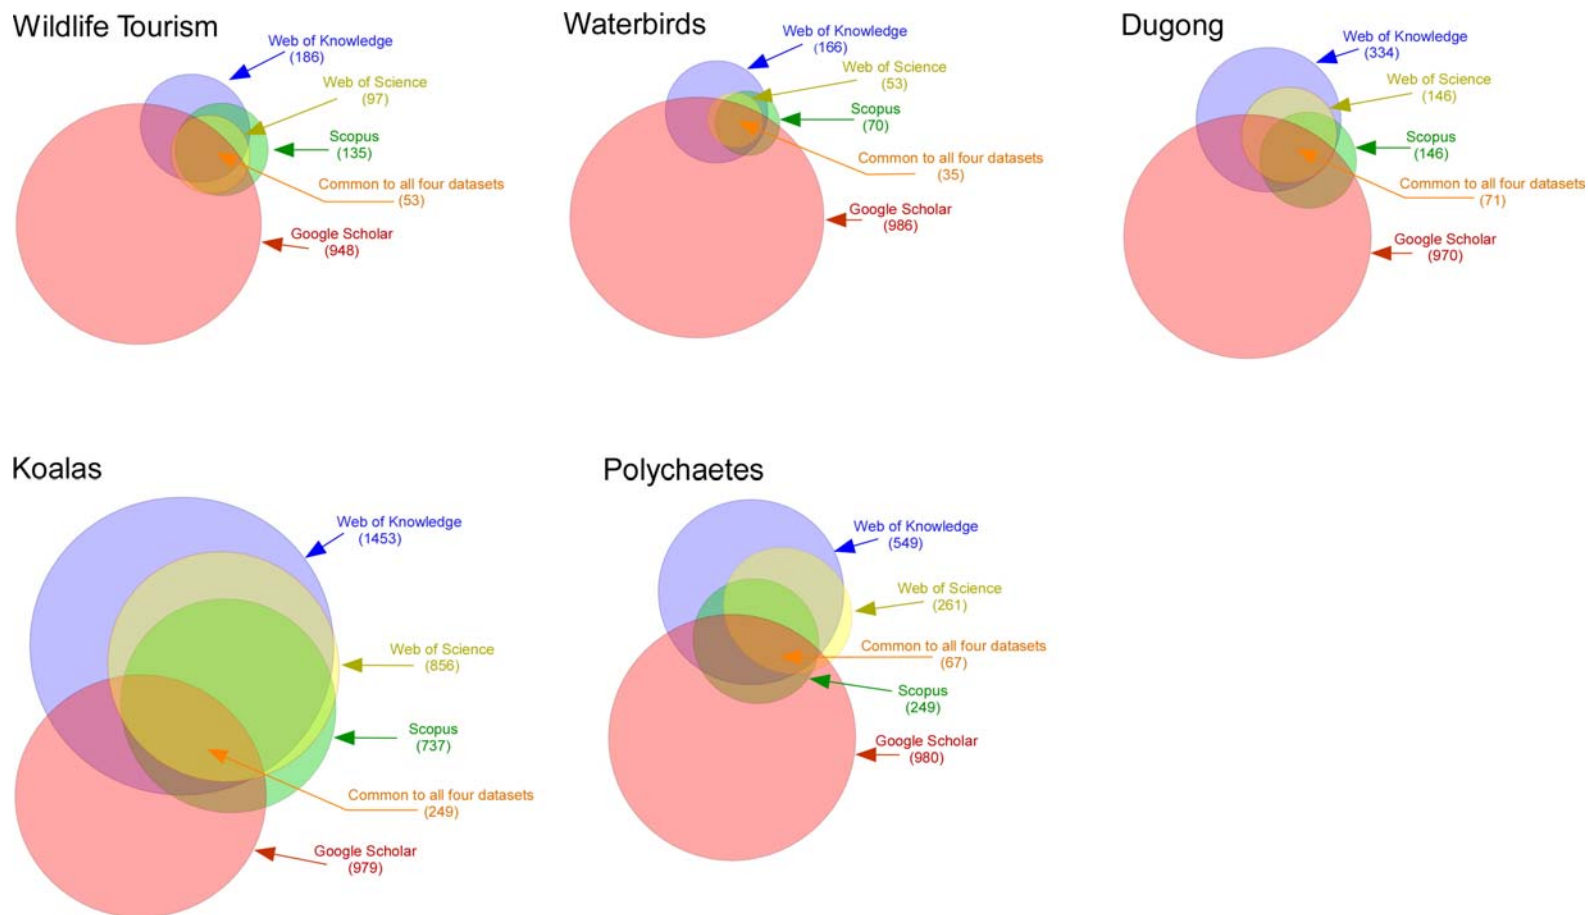 Wildlife Tourism
Web of Knowledge
(186)
Web of Science
(97)
Scopus
(135)
Common to all four datasets
(53)
Google Scholar
(948)
Waterbirds
Web of Knowledge
(166)
Web of Science
(53)
Scopus
(70)
Common to all four datasets
(35)
Google Scholar
(986)
Dugong
Web of Knowledge
(334)
Web of Science
(146)
Scopus
(146)
Common to all four datasets
(71)
Google Scholar
(970)
Koalas
Web of Knowledge
(1453)
Web of Science
(856)
Scopus
(737)
Common to all four datasets
(249)
Google Scholar
(979)
Polychaetes
Web of Knowledge
(549)
Web of Science
(261)
Common to all four datasets
(67)
Scopus
(249)
Google Scholar
(980)